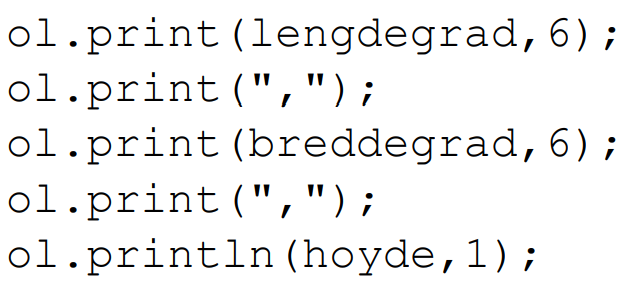 ol.print(lengdegrad,6);
ol.print(",");
ol.print(breddegrad,6);
ol.print(",");
ol.println(hoyde,1);